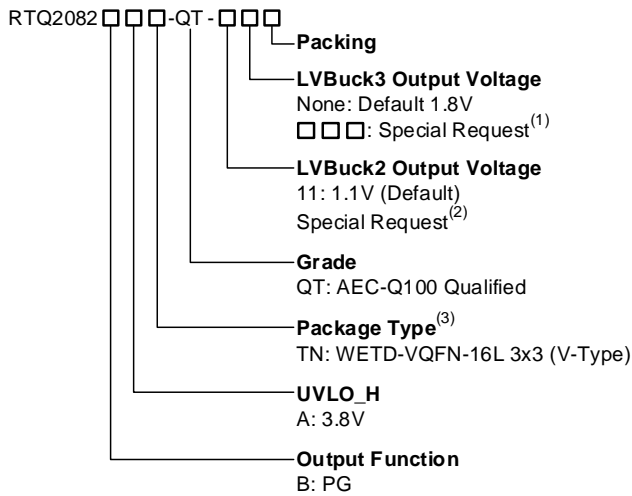 RTQ2082□□□-QT-□□□
Packing
LVBuck3 Output Voltage
None: Default 1.8V
□□□: Special Request(1)
LVBuck2 Output Voltage
11: 1.1V (Default)
Special Request(2)
Grade
QT: AEC-Q100 Qualified
Package Type(3)
TN: WETD-VQFN-16L 3x3 (V-Type)
UVLO_H
A: 3.8V
Output Function
B: PG